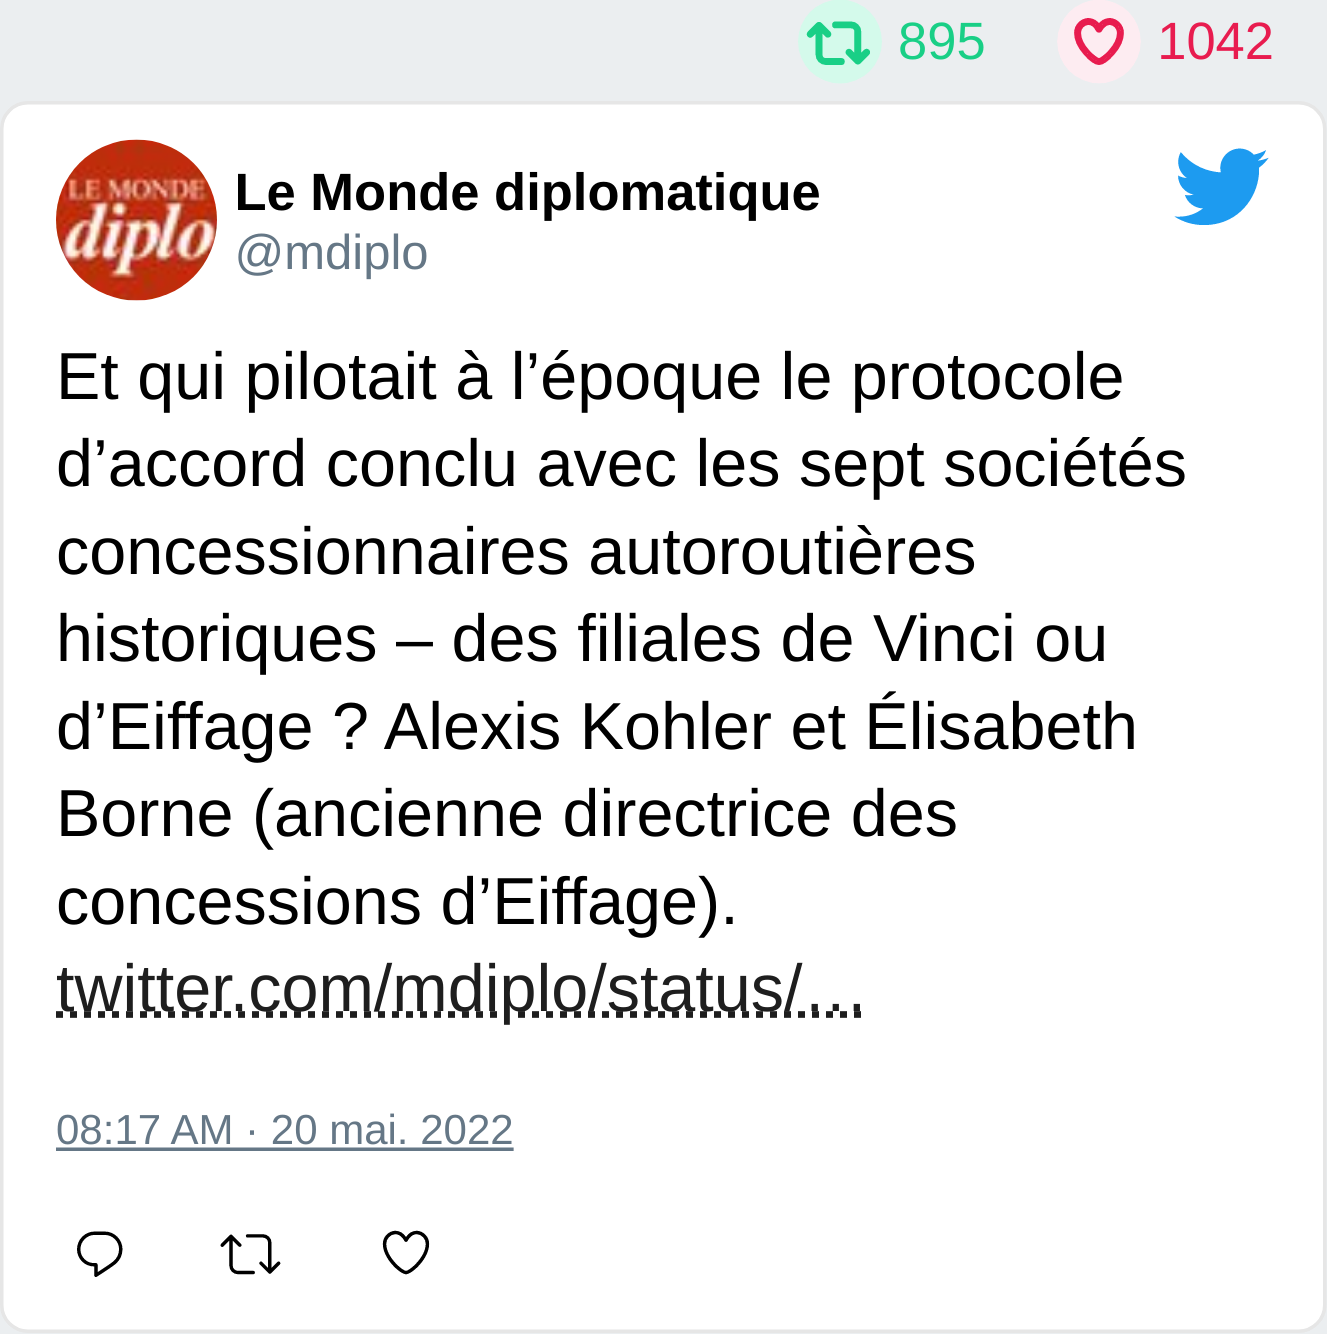 895 1042
LE MONDE
diplo
Le Monde diplomatique
@mdiplo
Et qui pilotait à l’époque le protocole
d’accord conclu avec les sept sociétés
concessionnaires autoroutières
historiques – des filiales de Vinci ou
d’Eiffage ? Alexis Kohler et Élisabeth
Borne (ancienne directrice des
concessions d’Eiffage).
twitter.com/mdiplo/status/…
08:17 AM · 20 mai. 2022